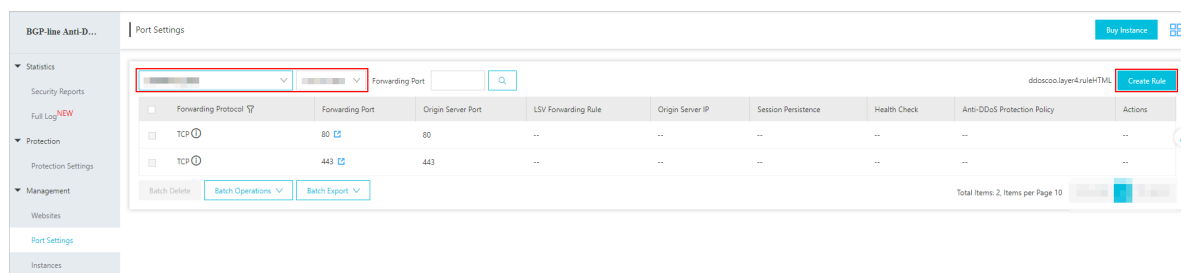 BGP-line Anti-D...
Port Settings
Buy Instance
Statistics
Security Reports
Full Log NEW
Protection
Protection Settings
Management
Websites
Port Settings
Instances
Forwarding Port
ddoscoo.layer4.ruleHTML
Create Rule
Forwarding Protocol Forwarding Port Origin Server Port LSV Forwarding Rule Origin Server IP Session Persistence Health Check Anti-DDoS Protection Policy Actions
TCP 80 80 -- -- -- -- -- --
TCP 443 443 -- -- -- -- -- --
Batch Delete Batch Operations Batch Export Total Items: 2, Items per Page 10